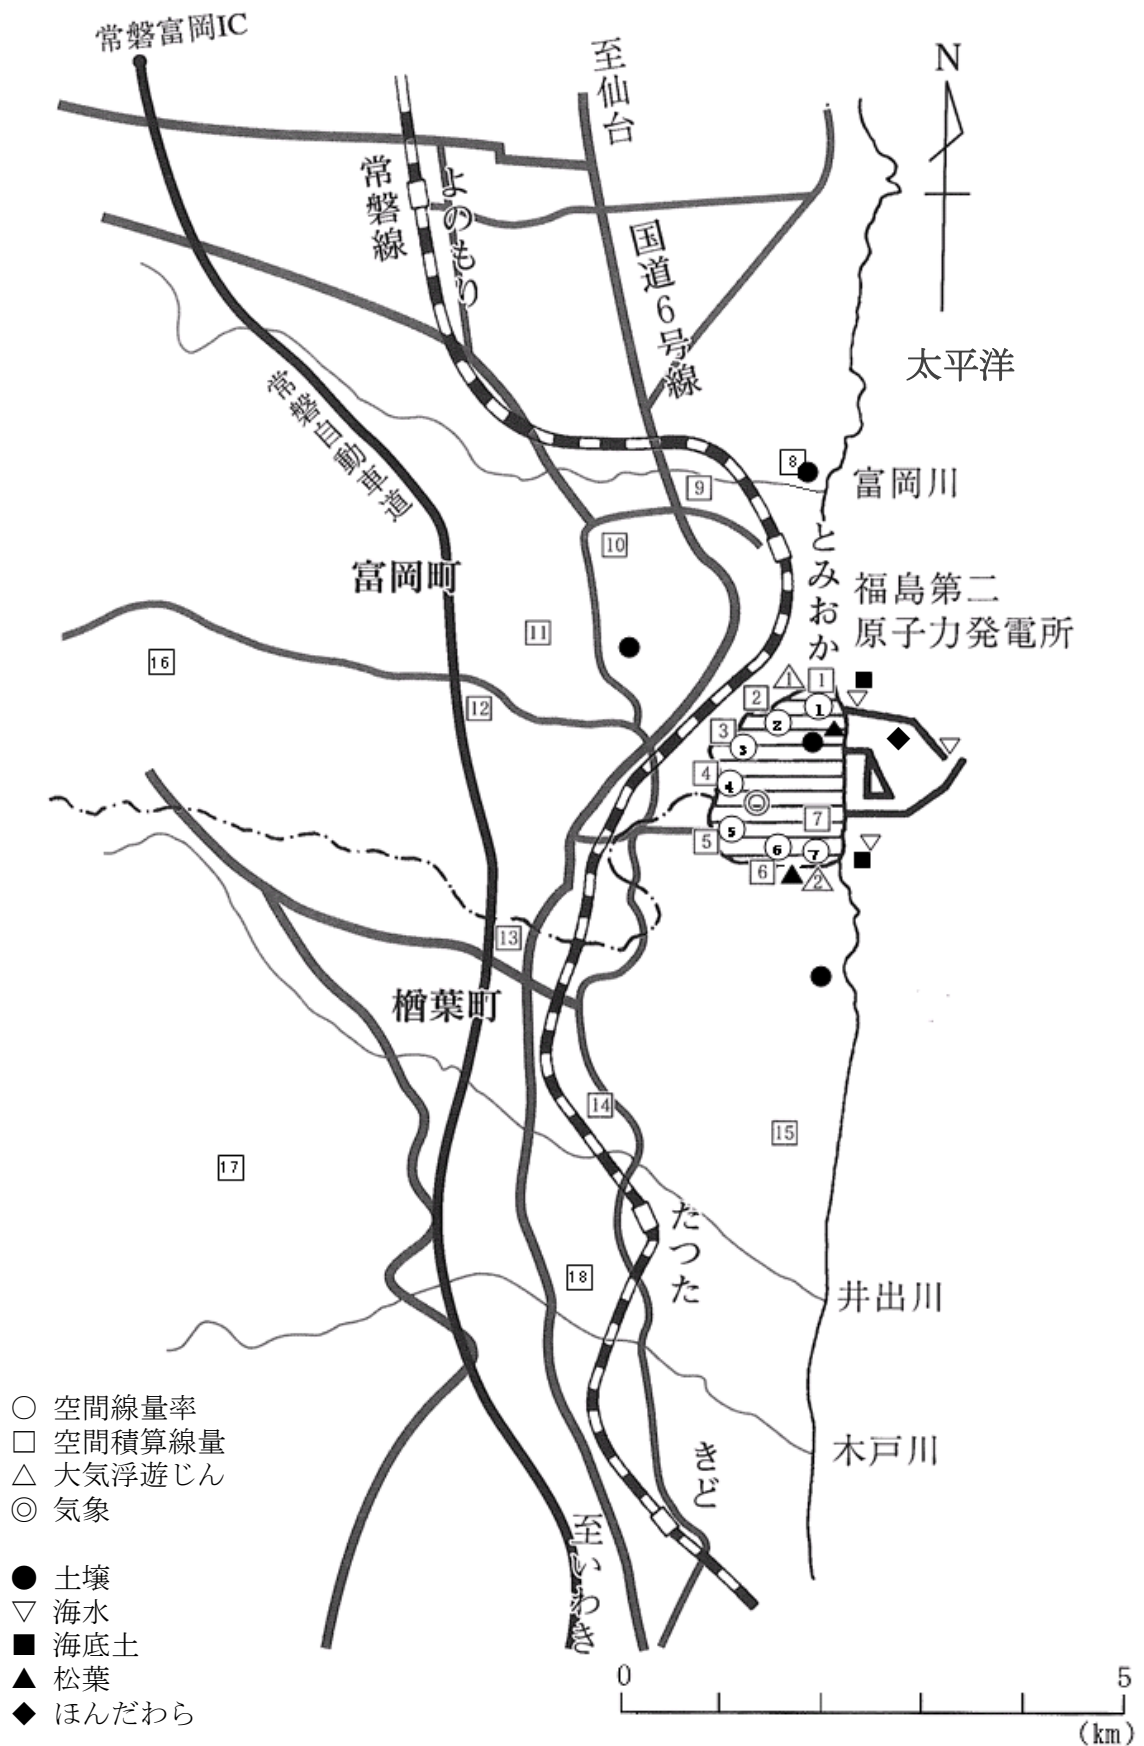 常磐富岡IC
至仙台
N
常磐線
よのもり
国道6号線
太平洋
常磐自動車道
8
富岡川
9
10
とみおか
富岡町
福島第二
原子力発電所
11
16
12
1
1
2
1
2
3
3
4
4
7
5
5
6
7
6
2
13
楢葉町
14
15
17
たつた
18
井出川
○ 空間線量率
□ 空間積算線量
△ 大気浮遊じん
◎ 気象
木戸川
きど
至いわき
● 土壌
▽ 海水
■ 海底土
▲ 松葉
◆ ほんだわら
0
5
(km)